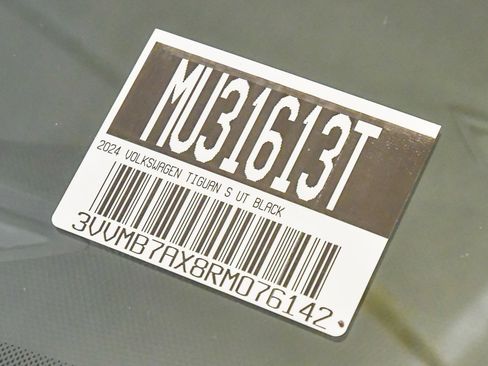 MU31613T
2024 VOLKSWAGEN TIGUAN S UT BLACK
3VVMB7AX8RM076142